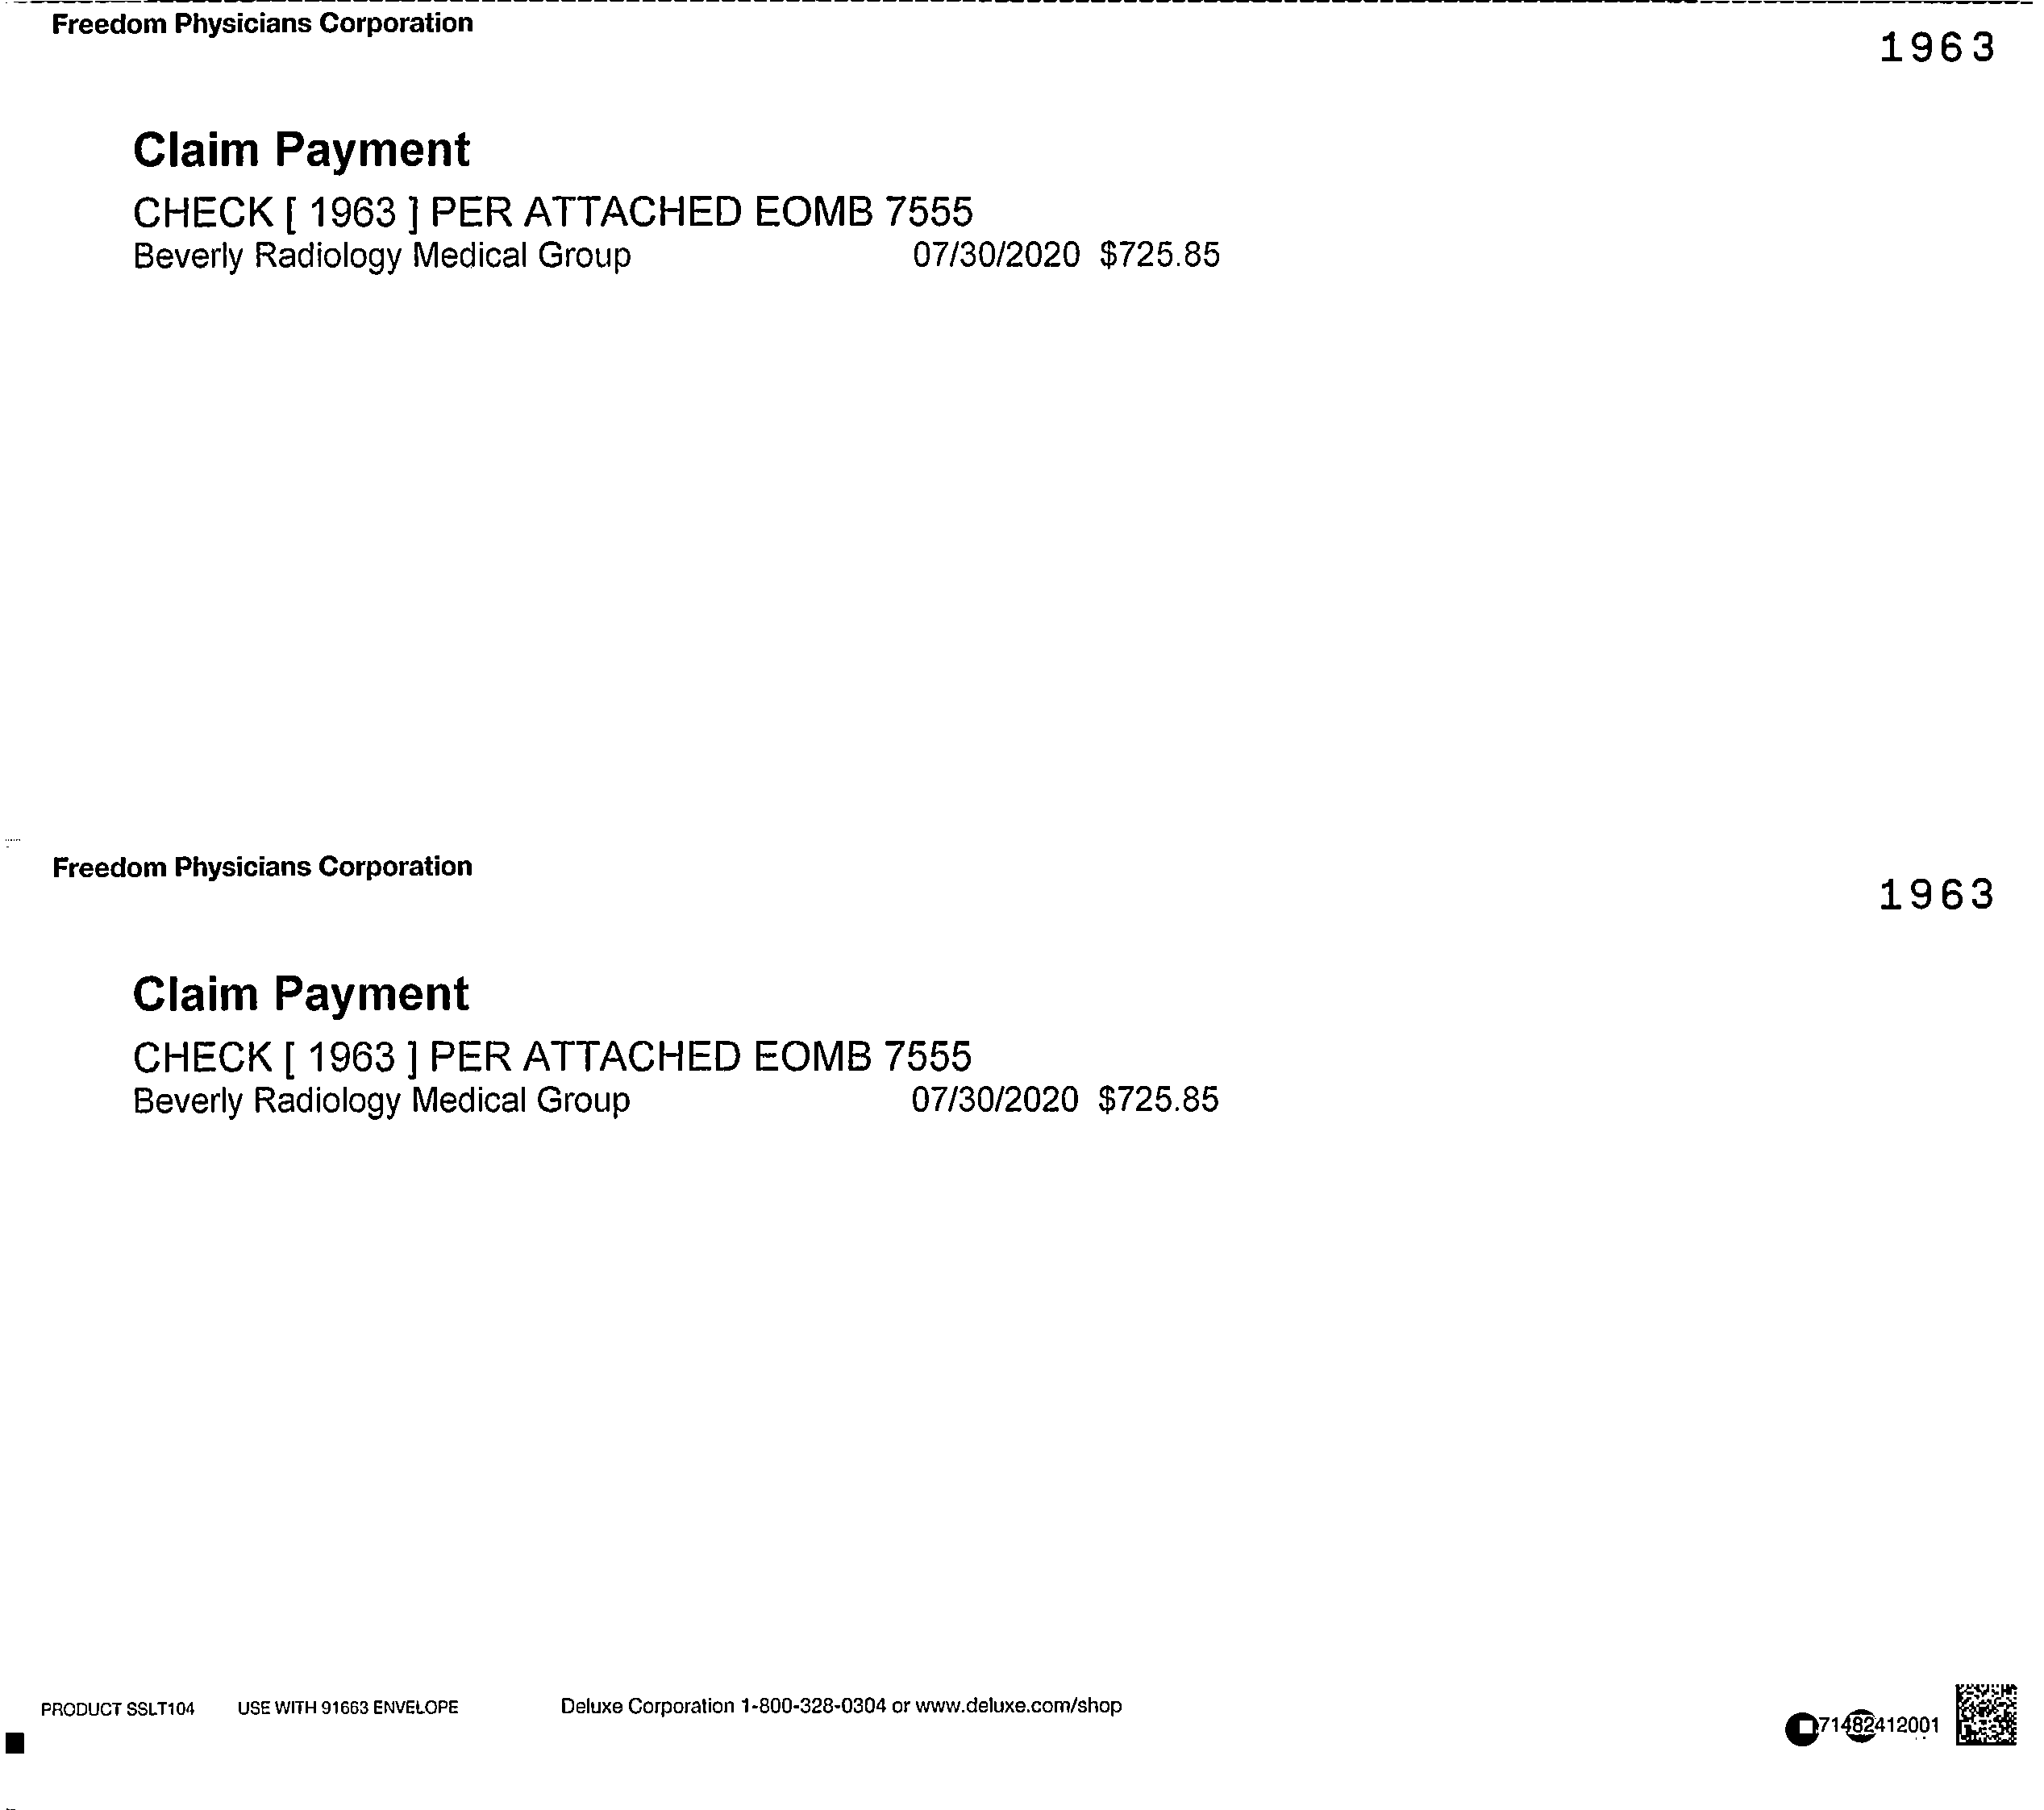 Freedom Physicians Corporation
1963
Claim Payment
CHECK [ 1963 ] PER ATTACHED EOMB 7555
Beverly Radiology Medical Group 07/30/2020 $725.85
Freedom Physicians Corporation
1963
Claim Payment
CHECK [ 1963 ] PER ATTACHED EOMB 7555
Beverly Radiology Medical Group 07/30/2020 $725.85
PRODUCT SSLT104 USE WITH 91663 ENVELOPE Deluxe Corporation 1-800-328-0304 or www.deluxe.com/shop
71482412001